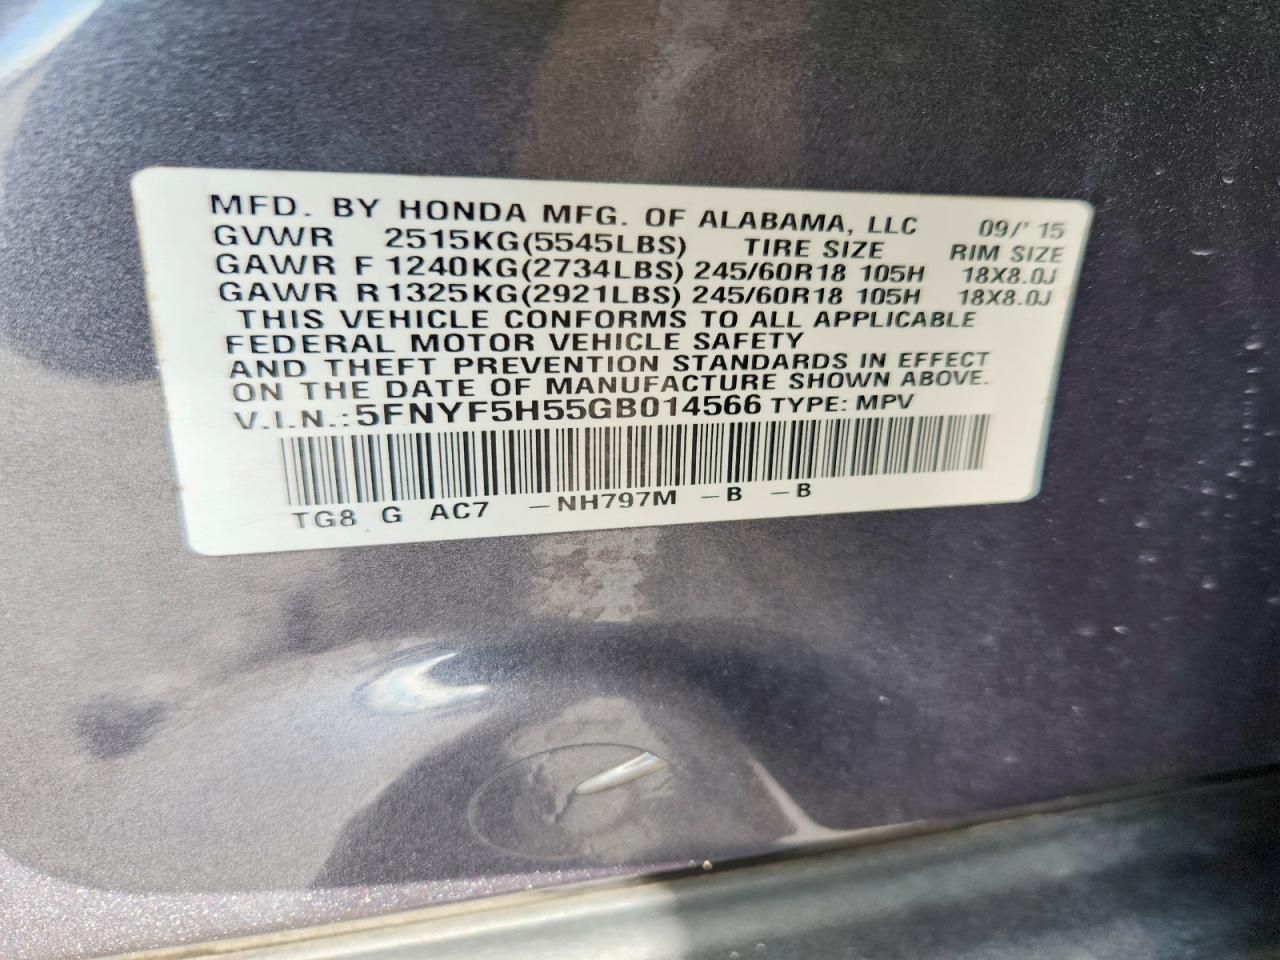 MFD. BY HONDA MFG. OF ALABAMA, LLC 09/' 15
GVWR 2515KG(5545LBS) TIRE SIZE RIM SIZE
GAWR F 1240KG(2734LBS) 245/60R18 105H 18X8.0J
GAWR R 1325KG(2921LBS) 245/60R18 105H 18X8.0J
THIS VEHICLE CONFORMS TO ALL APPLICABLE
FEDERAL MOTOR VEHICLE SAFETY
AND THEFT PREVENTION STANDARDS IN EFFECT
ON THE DATE OF MANUFACTURE SHOWN ABOVE.
V.I.N.: 5FNYF5H55GB014566 TYPE: MPV
TG8 G AC7 -NH797M -B -B